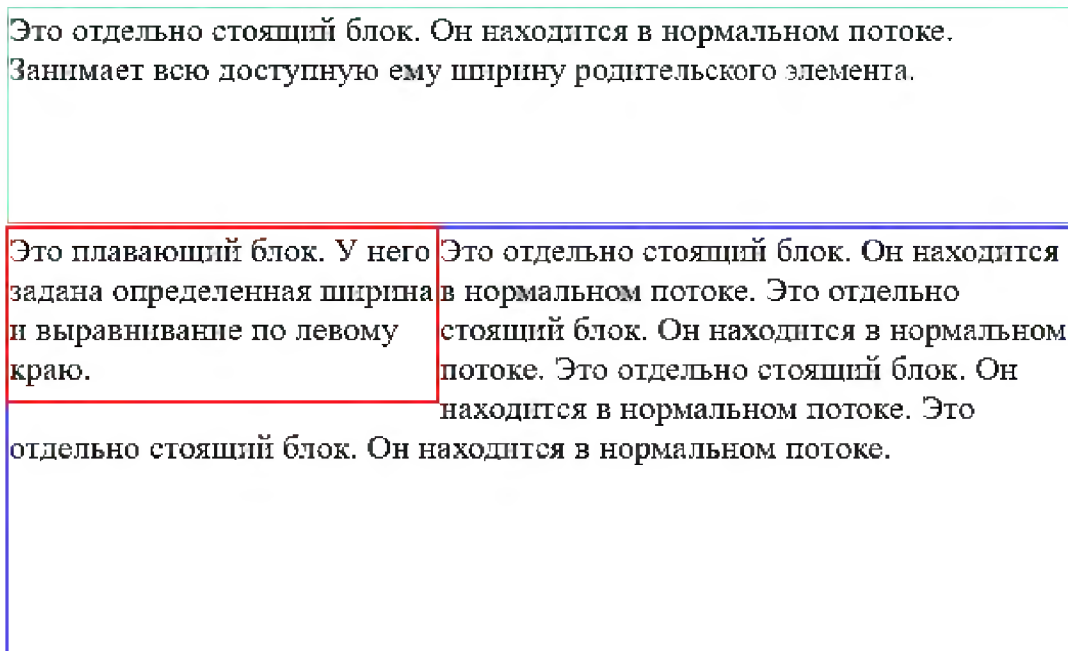 Это отдельно стоящий блок. Он находится в нормальном потоке.
Занимает всю доступную ему ширину родительского элемента.
Это плавающий блок. У него
задана определенная ширина
и выравнивание по левому
краю.
Это отдельно стоящий блок. Он находится
в нормальном потоке. Это отдельно
стоящий блок. Он находится в нормальном
потоке. Это отдельно стоящий блок. Он
находится в нормальном потоке. Это
отдельно стоящий блок. Он находится в нормальном потоке.